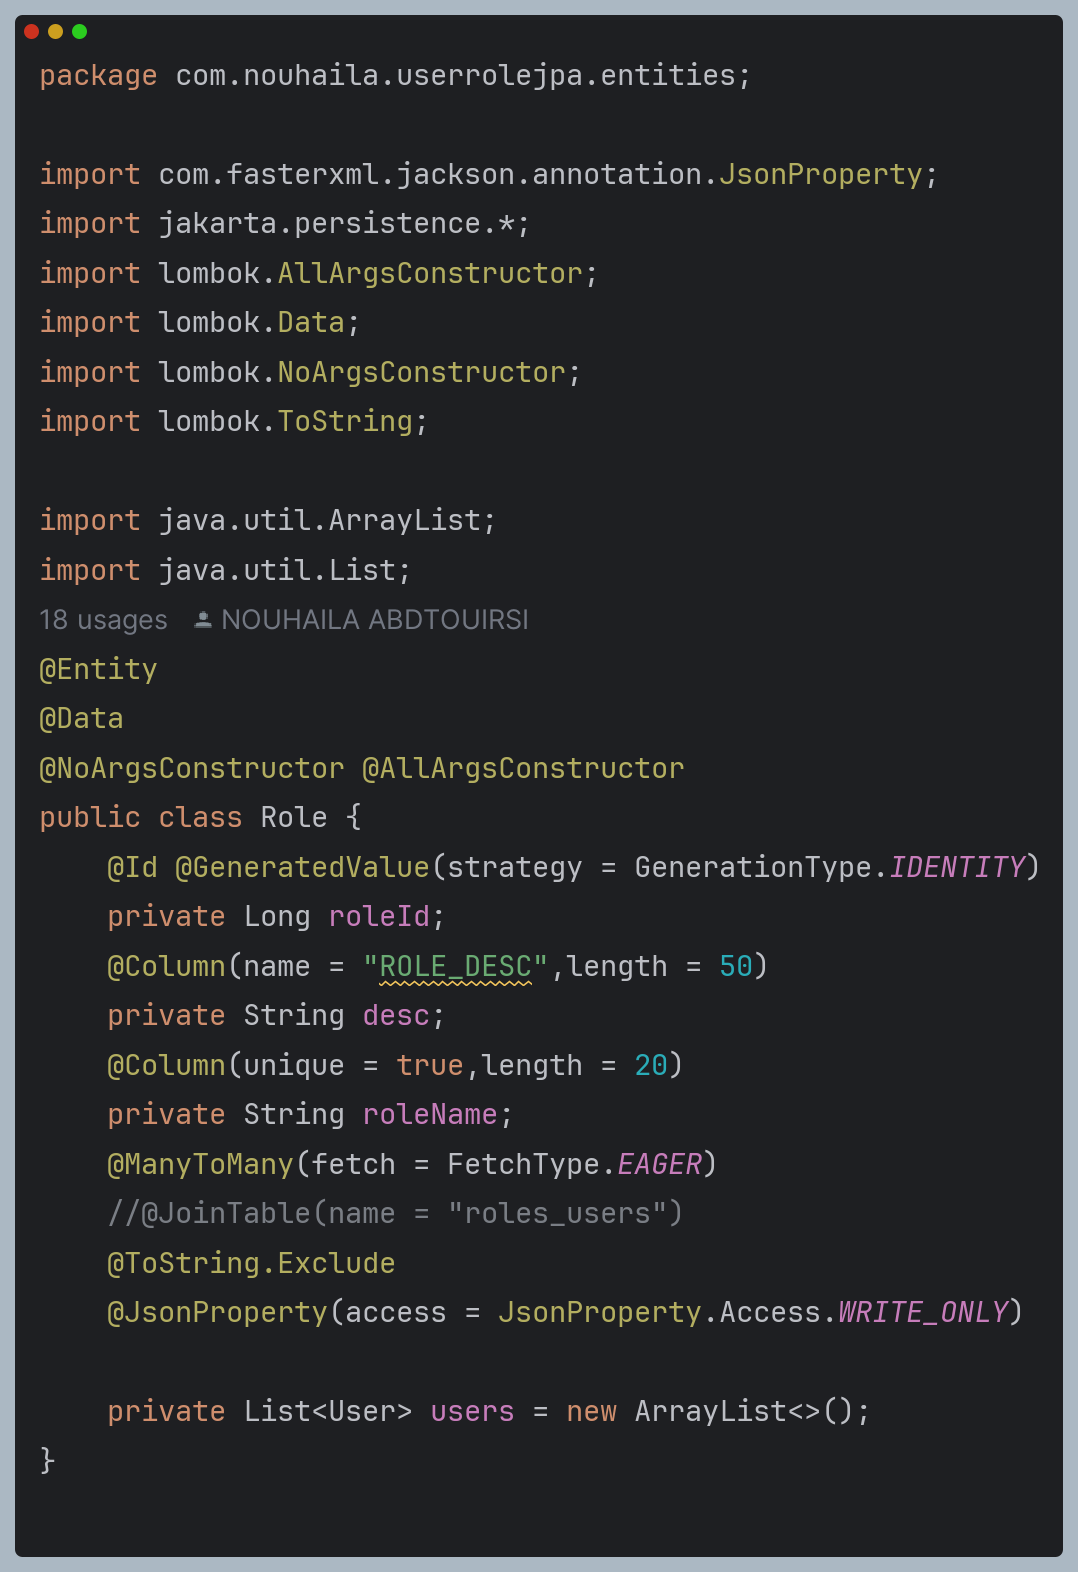 package com.nouhaila.userrolejpa.entities;
import com.fasterxml.jackson.annotation.JsonProperty;
import jakarta.persistence.*;
import lombok.AllArgsConstructor;
import lombok.Data;
import lombok.NoArgsConstructor;
import lombok.ToString;
import java.util.ArrayList;
import java.util.List;
18 usages NOUHAILA ABDTOUIRSI
@Entity
@Data
@NoArgsConstructor @AllArgsConstructor
public class Role {
    @Id @GeneratedValue(strategy = GenerationType.IDENTITY)
    private Long roleId;
    @Column(name = "ROLE_DESC",length = 50)
    private String desc;
    @Column(unique = true,length = 20)
    private String roleName;
    @ManyToMany(fetch = FetchType.EAGER)
    //@JoinTable(name = "roles_users")
    @ToString.Exclude
    @JsonProperty(access = JsonProperty.Access.WRITE_ONLY)
    private List<User> users = new ArrayList<>();
}